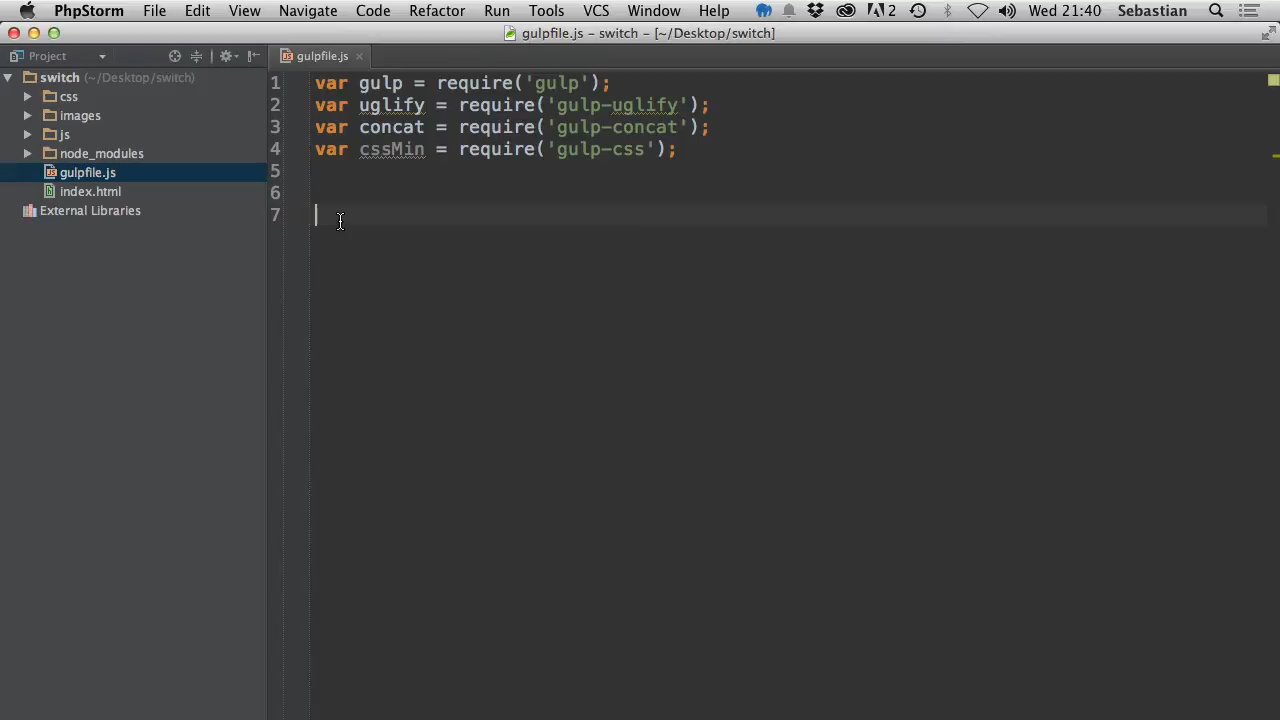 PhpStorm File Edit View Navigate Code Refactor Run Tools VCS Window Help 2 Wed 21:40 Sebastian
gulpfile.js – switch – [~/Desktop/switch]
Project
gulpfile.js
switch (~/Desktop/switch)
css
images
js
node_modules
gulpfile.js
index.html
External Libraries
1 var gulp = require('gulp');
2 var uglify = require('gulp-uglify');
3 var concat = require('gulp-concat');
4 var cssMin = require('gulp-css');
5
6
7